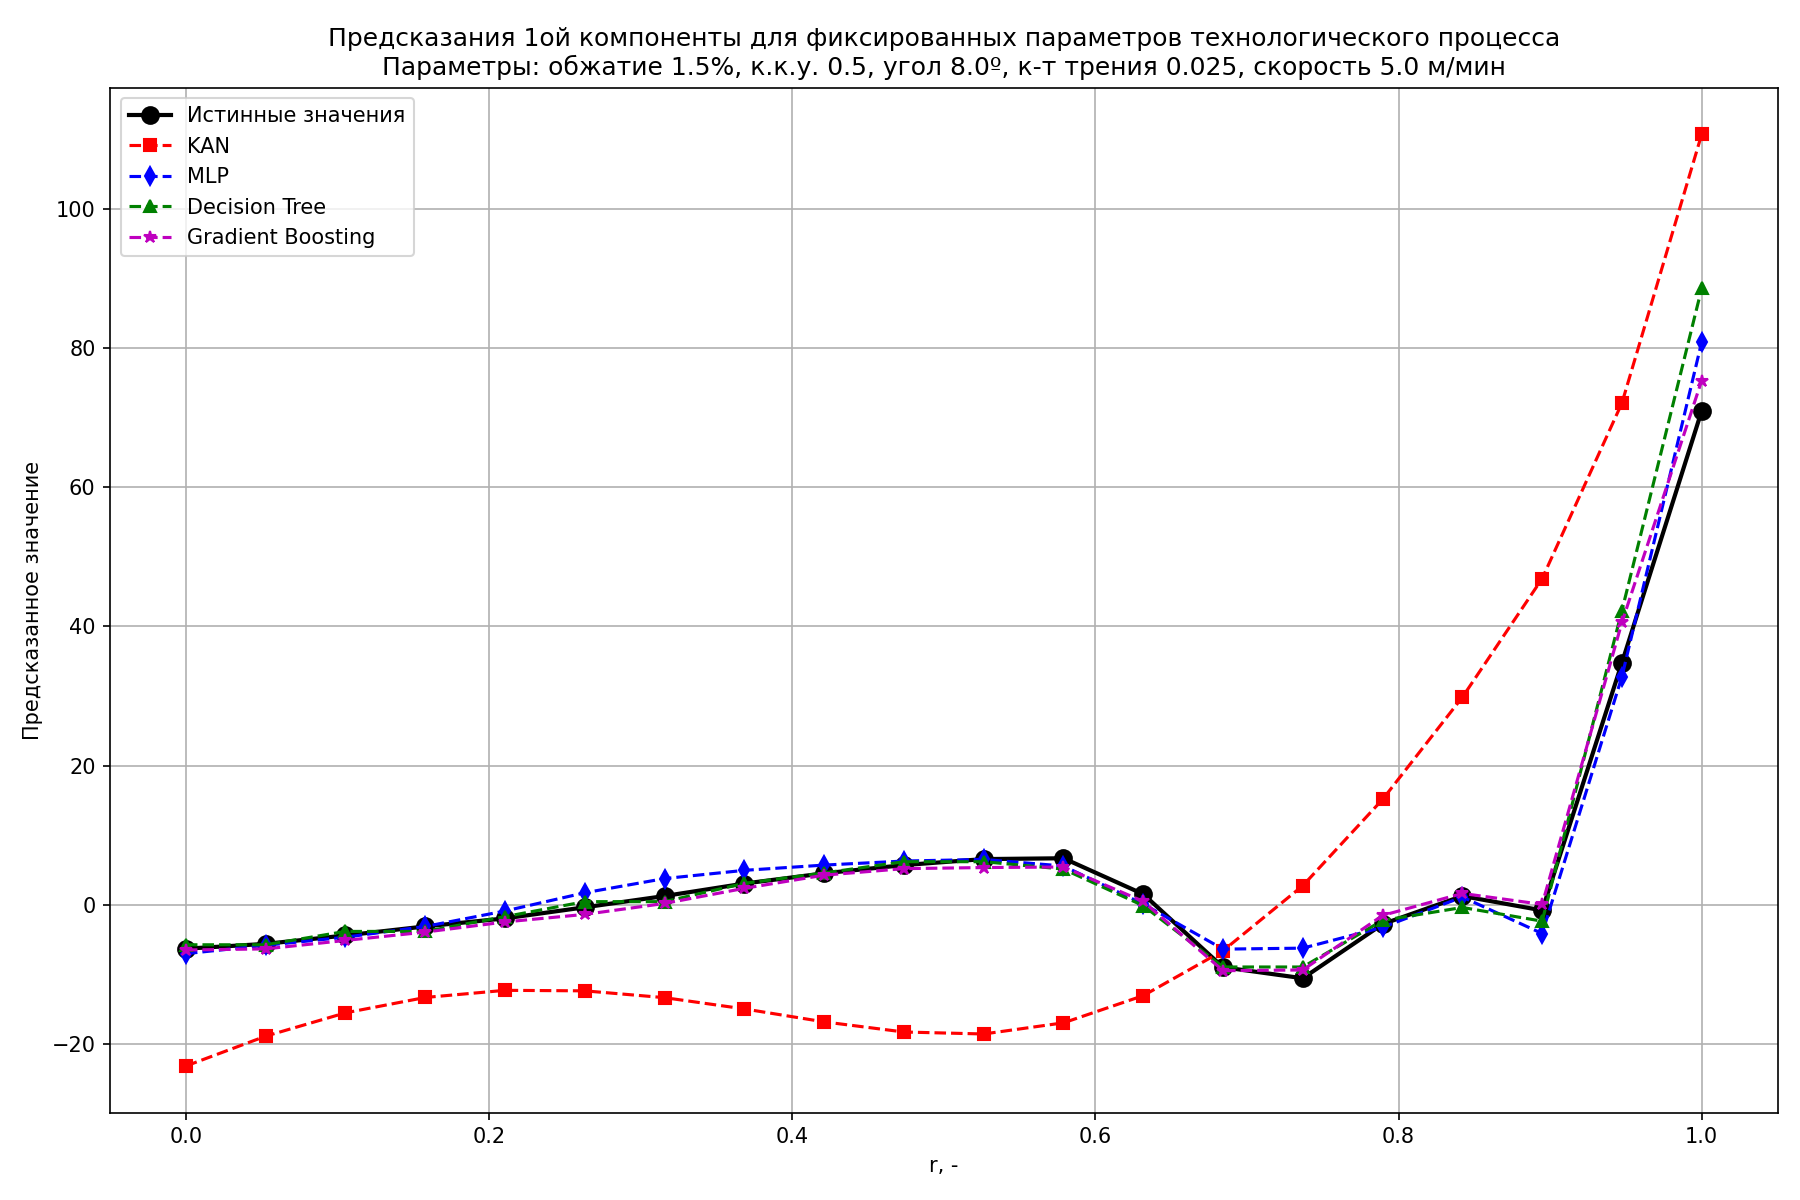 Предсказания 1ой компоненты для фиксированных параметров технологического процесса
Параметры: обжатие 1.5%, к.к.у. 0.5, угол 8.0º, к-т трения 0.025, скорость 5.0 м/мин
Истинные значения
KAN
MLP
Decision Tree
Gradient Boosting
Предсказанное значение
100
80
60
40
20
0
−20
0.0
0.2
0.4
0.6
0.8
1.0
r, -